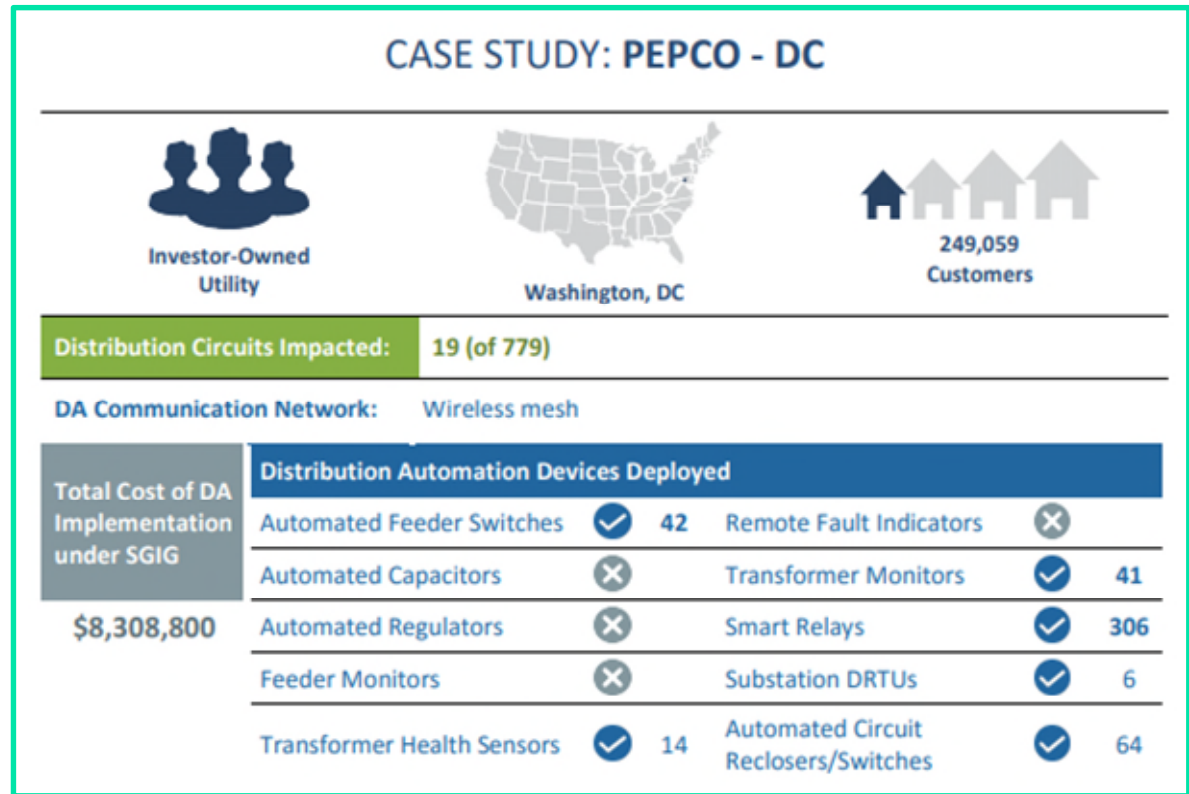 CASE STUDY: PEPCO - DC
Investor-Owned
Utility
Washington, DC
249,059
Customers
Distribution Circuits Impacted: 19 (of 779)
DA Communication Network: Wireless mesh
Total Cost of DA
Implementation
under SGIG
$8,308,800
Distribution Automation Devices Deployed
Automated Feeder Switches 42 Remote Fault Indicators
Automated Capacitors Transformer Monitors 41
Automated Regulators Smart Relays 306
Feeder Monitors Substation DRTUs 6
Transformer Health Sensors 14 Automated Circuit
Reclosers/Switches 64